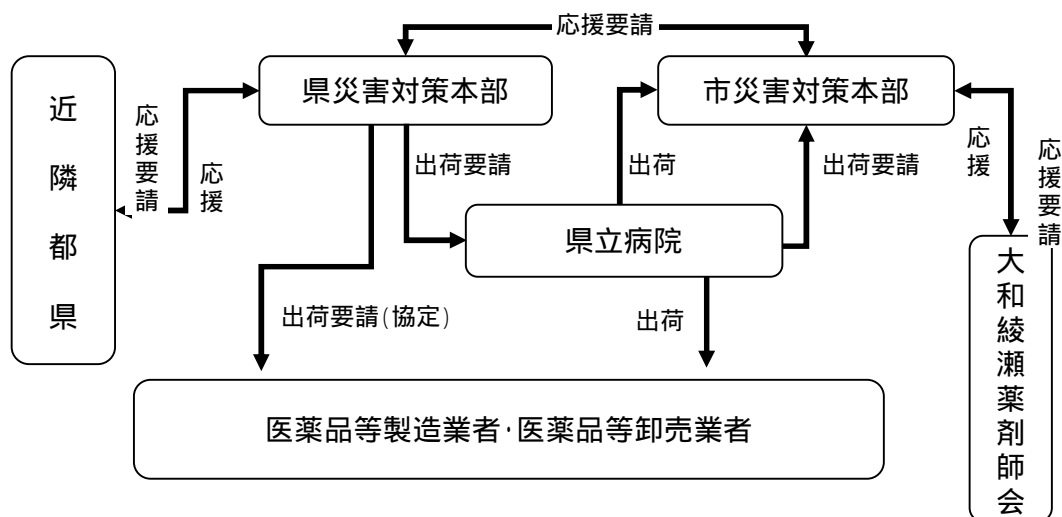 応援要請
近隣都県
応援要請
応援
県災害対策本部
市災害対策本部
出荷要請
出荷
出荷要請
応援
応援要請
県立病院
出荷要請(協定)
出荷
大和綾瀬薬剤師会
医薬品等製造業者・医薬品等卸売業者